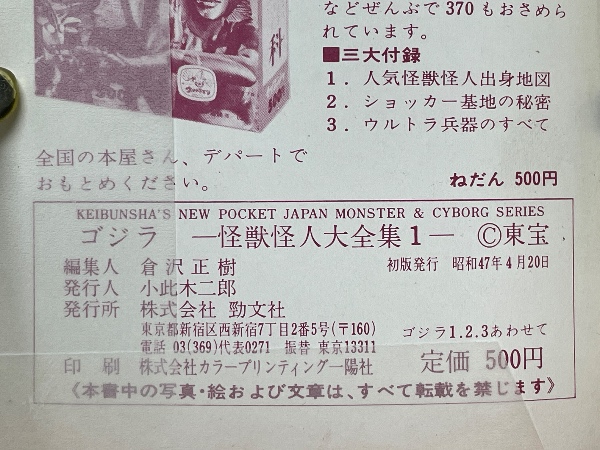 などぜんぶで370もおさめら
れています。
■三大付録
1．人気怪獣怪人出身地図
2．ショッカー基地の秘密
3．ウルトラ兵器のすべて
全国の本屋さん、デパートで
おもとめください。
ねだん 500円
KEIBUNSHA'S NEW POCKET JAPAN MONSTER & CYBORG SERIES
ゴジラ ―怪獣怪人大全集1― ©東宝
編集人 倉沢正樹 初版発行 昭和47年4月20日
発行人 小此木二郎
発行所 株式会社 勁文社
東京都新宿区西新宿7丁目2番5号(〒160) ゴジラ1.2.3あわせて
電話 03(369)代表0271 振替 東京13311
印刷 株式会社カラープリンティング一陽社 定価 500円
《本書中の写真・絵および文章は、すべて転載を禁じます》